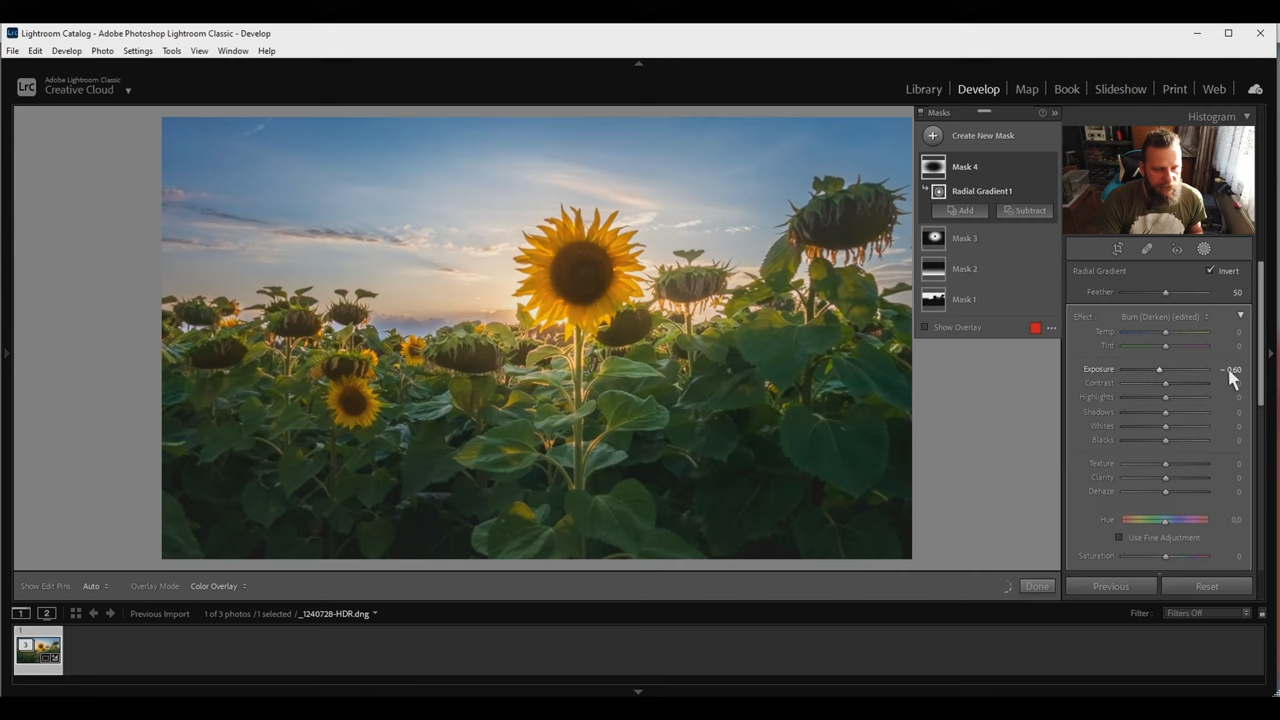 Lightroom Catalog - Adobe Photoshop Lightroom Classic - Develop
File Edit Develop Photo Settings Tools View Window Help
Lrc
Adobe Lightroom Classic
Creative Cloud
Library Develop Map Book Slideshow Print Web
Masks
Histogram
Create New Mask
Mask 4
Radial Gradient 1
Add Subtract
Mask 3
Mask 2
Mask 1
Show Overlay
Radial Gradient Invert
Feather 50
Effect : Burn (Darken) (edited)
Temp 0
Tint 0
Exposure – 0,60
Contrast
Highlights 0
Shadows 0
Whites 0
Blacks 0
Texture 0
Clarity 0
Dehaze 0
Hue 0,0
Use Fine Adjustment
Saturation 0
Show Edit Pins Auto Overlay Mode Color Overlay Done
Previous Reset
1 2 Previous Import 1 of 3 photos / 1 selected / _1240728-HDR.dng Filter : Filters Off
1
3